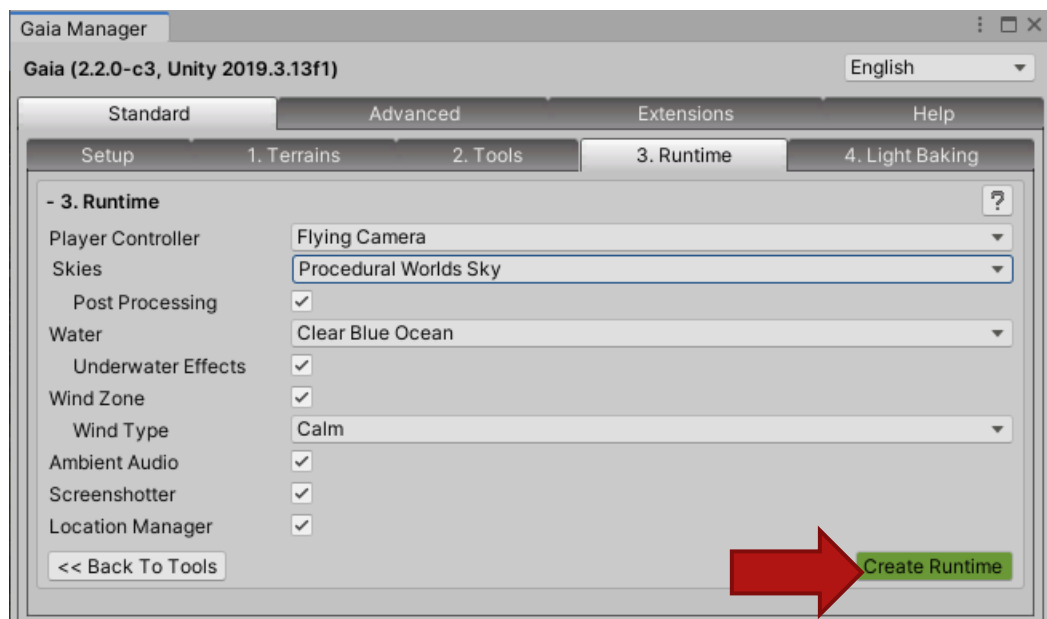 Gaia Manager
Gaia (2.2.0-c3, Unity 2019.3.13f1) English
Standard Advanced Extensions Help
Setup 1. Terrains 2. Tools 3. Runtime 4. Light Baking
- 3. Runtime ?
Player Controller Flying Camera
Skies Procedural Worlds Sky
Post Processing
Water Clear Blue Ocean
Underwater Effects
Wind Zone
Wind Type Calm
Ambient Audio
Screenshotter
Location Manager
<< Back To Tools Create Runtime